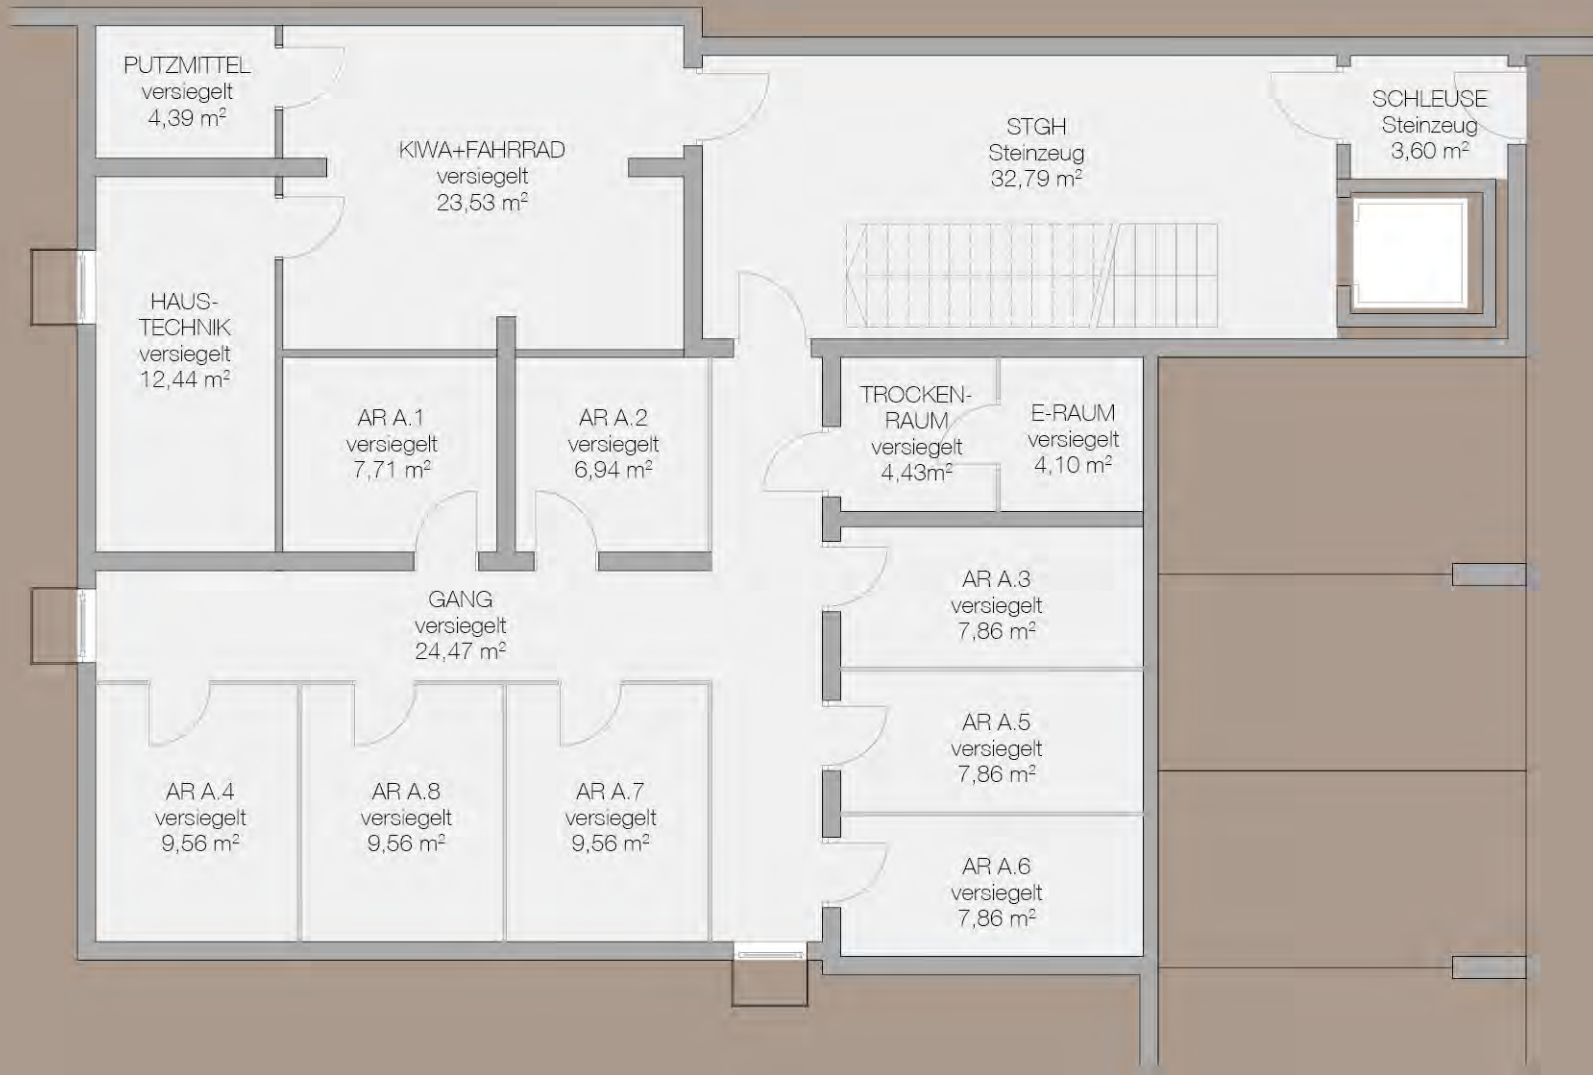 PUTZMITTEL
versiegelt
4,39 m²
KIWA+FAHRRAD
versiegelt
23,53 m²
STGH
Steinzeug
32,79 m²
SCHLEUSE
Steinzeug
3,60 m²
HAUS-
TECHNIK
versiegelt
12,44 m²
AR A.1
versiegelt
7,71 m²
AR A.2
versiegelt
6,94 m²
TROCKEN-
RAUM
versiegelt
4,43m²
E-RAUM
versiegelt
4,10 m²
GANG
versiegelt
24,47 m²
AR A.3
versiegelt
7,86 m²
AR A.5
versiegelt
7,86 m²
AR A.4
versiegelt
9,56 m²
AR A.8
versiegelt
9,56 m²
AR A.7
versiegelt
9,56 m²
AR A.6
versiegelt
7,86 m²